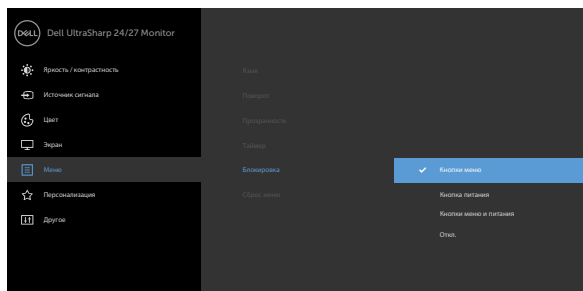 DELL
Dell UltraSharp 24/27 Monitor
Яркость / контрастность
Источник сигнала
Цвет
Экран
Меню
Персонализация
Другое
Язык
Поворот
Прозрачность
Таймер
Блокировка
Сброс меню
Кнопки меню
Кнопка питания
Кнопки меню и питания
Откл.